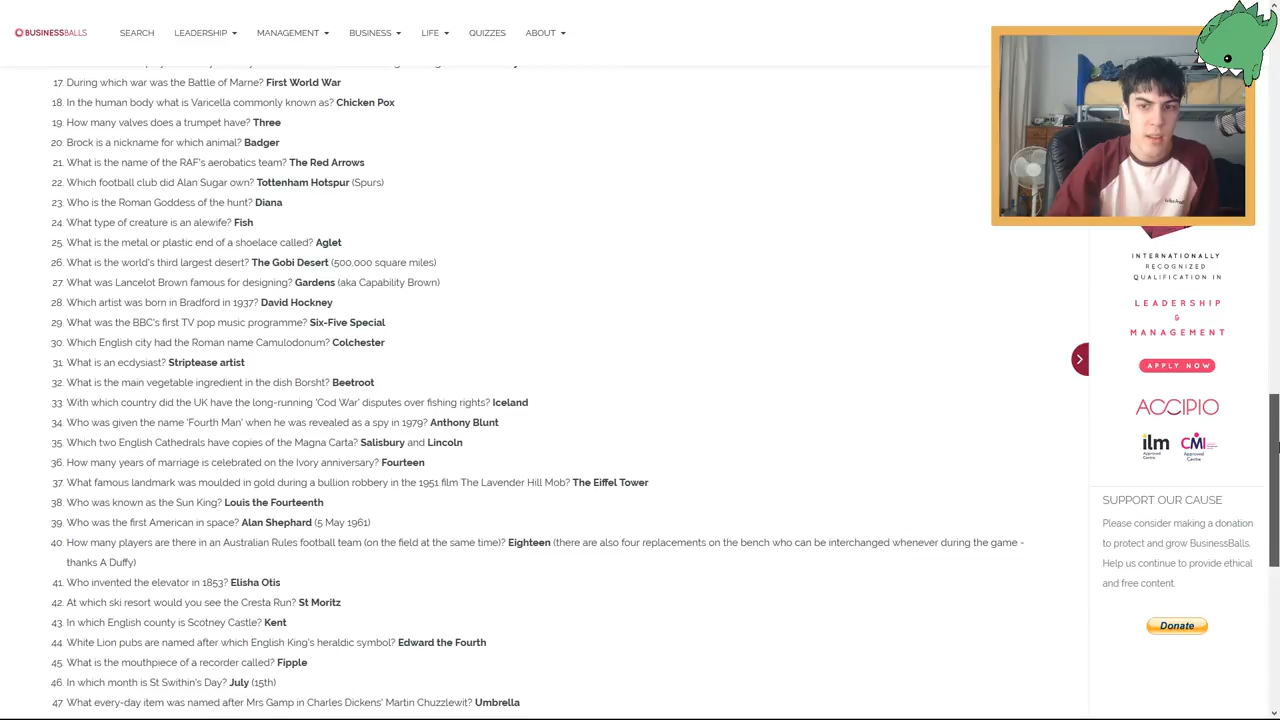 BUSINESSBALLS
SEARCH LEADERSHIP MANAGEMENT BUSINESS LIFE QUIZZES ABOUT
17. During which war was the Battle of Marne? First World War
18. In the human body what is Varicella commonly known as? Chicken Pox
19. How many valves does a trumpet have? Three
20. Brock is a nickname for which animal? Badger
21. What is the name of the RAF's aerobatics team? The Red Arrows
22. Which football club did Alan Sugar own? Tottenham Hotspur (Spurs)
23. Who is the Roman Goddess of the hunt? Diana
24. What type of creature is an alewife? Fish
25. What is the metal or plastic end of a shoelace called? Aglet
26. What is the world's third largest desert? The Gobi Desert (500,000 square miles)
27. What was Lancelot Brown famous for designing? Gardens (aka Capability Brown)
28. Which artist was born in Bradford in 1937? David Hockney
29. What was the BBC's first TV pop music programme? Six-Five Special
30. Which English city had the Roman name Camulodonum? Colchester
31. What is an ecdysiast? Striptease artist
32. What is the main vegetable ingredient in the dish Borsht? Beetroot
33. With which country did the UK have the long-running 'Cod War' disputes over fishing rights? Iceland
34. Who was given the name 'Fourth Man' when he was revealed as a spy in 1979? Anthony Blunt
35. Which two English Cathedrals have copies of the Magna Carta? Salisbury and Lincoln
36. How many years of marriage is celebrated on the Ivory anniversary? Fourteen
37. What famous landmark was moulded in gold during a bullion robbery in the 1951 film The Lavender Hill Mob? The Eiffel Tower
38. Who was known as the Sun King? Louis the Fourteenth
39. Who was the first American in space? Alan Shephard (5 May 1961)
40. How many players are there in an Australian Rules football team (on the field at the same time)? Eighteen (there are also four replacements on the bench who can be interchanged whenever during the game -
thanks A Duffy)
41. Who invented the elevator in 1853? Elisha Otis
42. At which ski resort would you see the Cresta Run? St Moritz
43. In which English county is Scotney Castle? Kent
44. White Lion pubs are named after which English King's heraldic symbol? Edward the Fourth
45. What is the mouthpiece of a recorder called? Fipple
46. In which month is St Swithin's Day? July (15th)
47. What every-day item was named after Mrs Gamp in Charles Dickens' Martin Chuzzlewit? Umbrella
INTERNATIONALLY
RECOGNIZED
QUALIFICATION IN
LEADERSHIP
&
MANAGEMENT
APPLY NOW
ACCIPIO
ilm
Approved
Centre
CMI
Approved
Centre
SUPPORT OUR CAUSE
Please consider making a donation
to protect and grow BusinessBalls.
Help us continue to provide ethical
and free content.
Donate